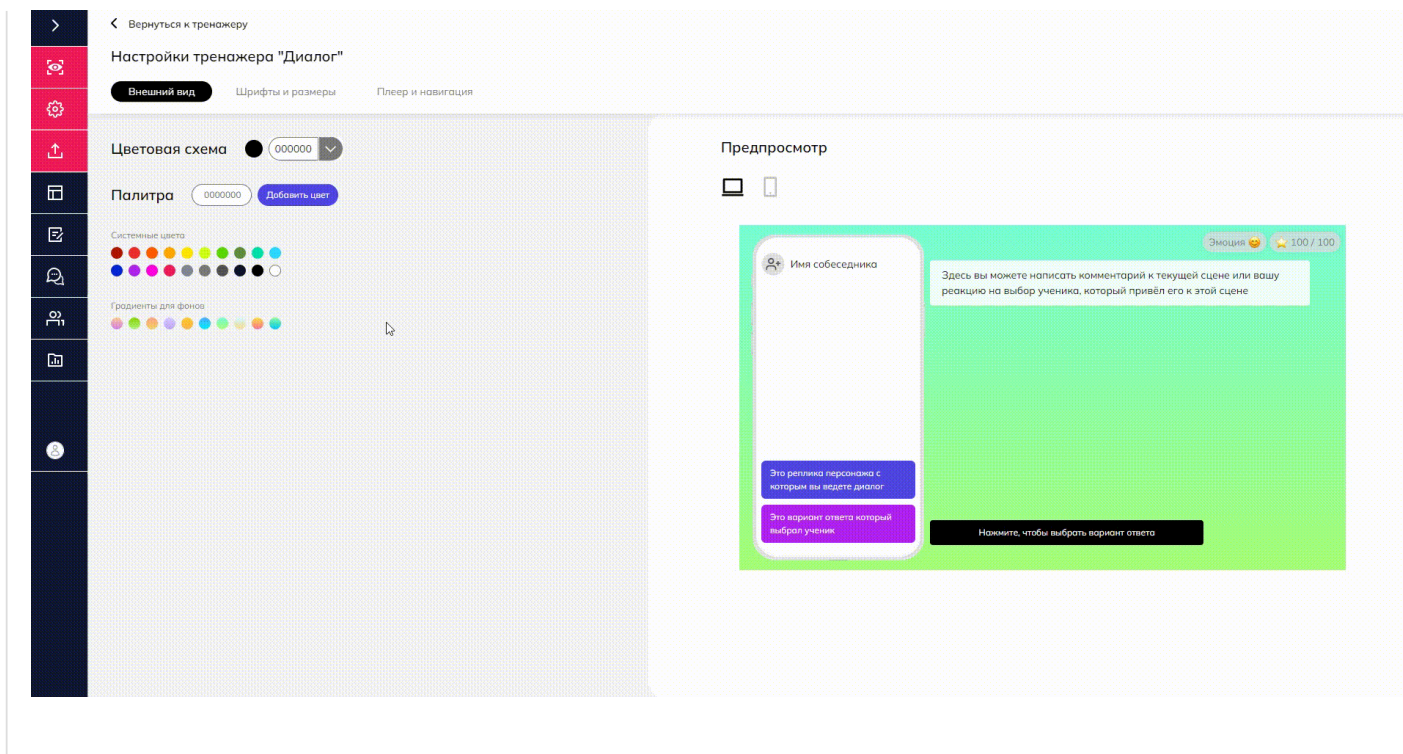 Вернуться к тренажеру
Настройки тренажера "Диалог"
Внешний вид
Шрифты и размеры
Плеер и навигация
Цветовая схема
000000
Палитра
0000000
Добавить цвет
Системные цвета
Градиенты для фонов
Предпросмотр
Эмоция 😀
⭐ 100 / 100
Имя собеседника
Здесь вы можете написать комментарий к текущей сцене или вашу
реакцию на выбор ученика, который привёл его к этой сцене
Это реплика персонажа с
которым вы ведете диалог
Это вариант ответа который
выбрал ученик
Нажмите, чтобы выбрать вариант ответа